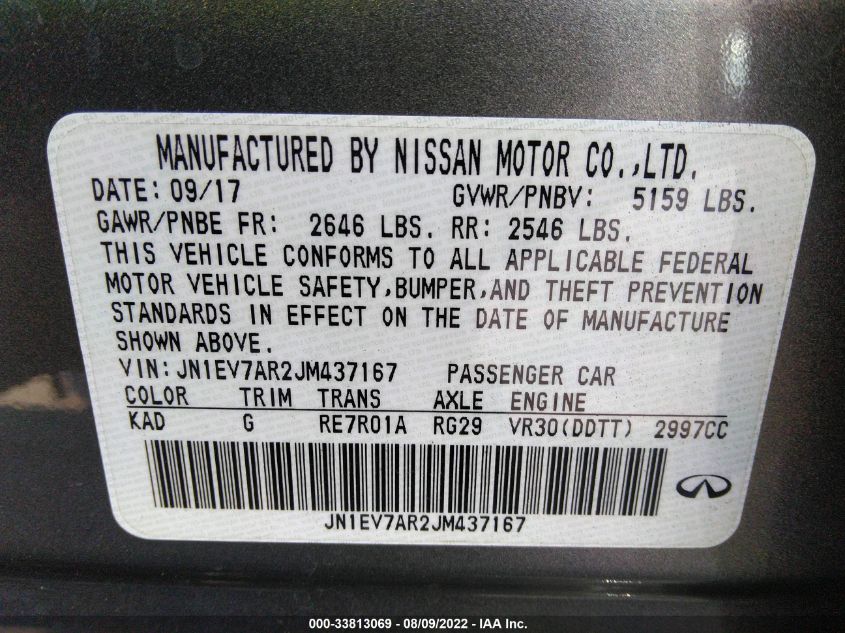 MANUFACTURED BY NISSAN MOTOR CO.,LTD.
DATE: 09/17 GVWR/PNBV: 5159 LBS.
GAWR/PNBE FR: 2646 LBS. RR: 2546 LBS.
THIS VEHICLE CONFORMS TO ALL APPLICABLE FEDERAL
MOTOR VEHICLE SAFETY,BUMPER,AND THEFT PREVENTION
STANDARDS IN EFFECT ON THE DATE OF MANUFACTURE
SHOWN ABOVE.
VIN:JN1EV7AR2JM437167 PASSENGER CAR
COLOR TRIM TRANS AXLE ENGINE
KAD G RE7R01A RG29 VR30(DDTT) 2997CC
JN1EV7AR2JM437167
000-33813069 - 08/09/2022 - IAA Inc.